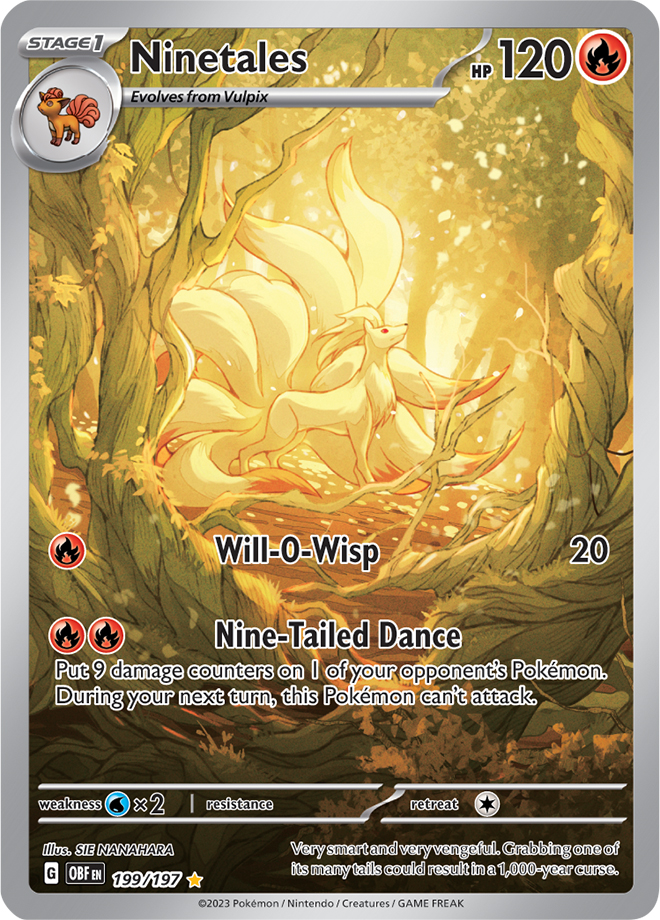 STAGE1
Ninetales
HP 120
Evolves from Vulpix
Will-O-Wisp 20
Nine-Tailed Dance
Put 9 damage counters on 1 of your opponent's Pokémon.
During your next turn, this Pokémon can't attack.
weakness ×2 resistance retreat
Illus. SIE NANAHARA
Very smart and very vengeful. Grabbing one of
its many tails could result in a 1,000-year curse.
G OBF EN 199/197
©2023 Pokémon / Nintendo / Creatures / GAME FREAK